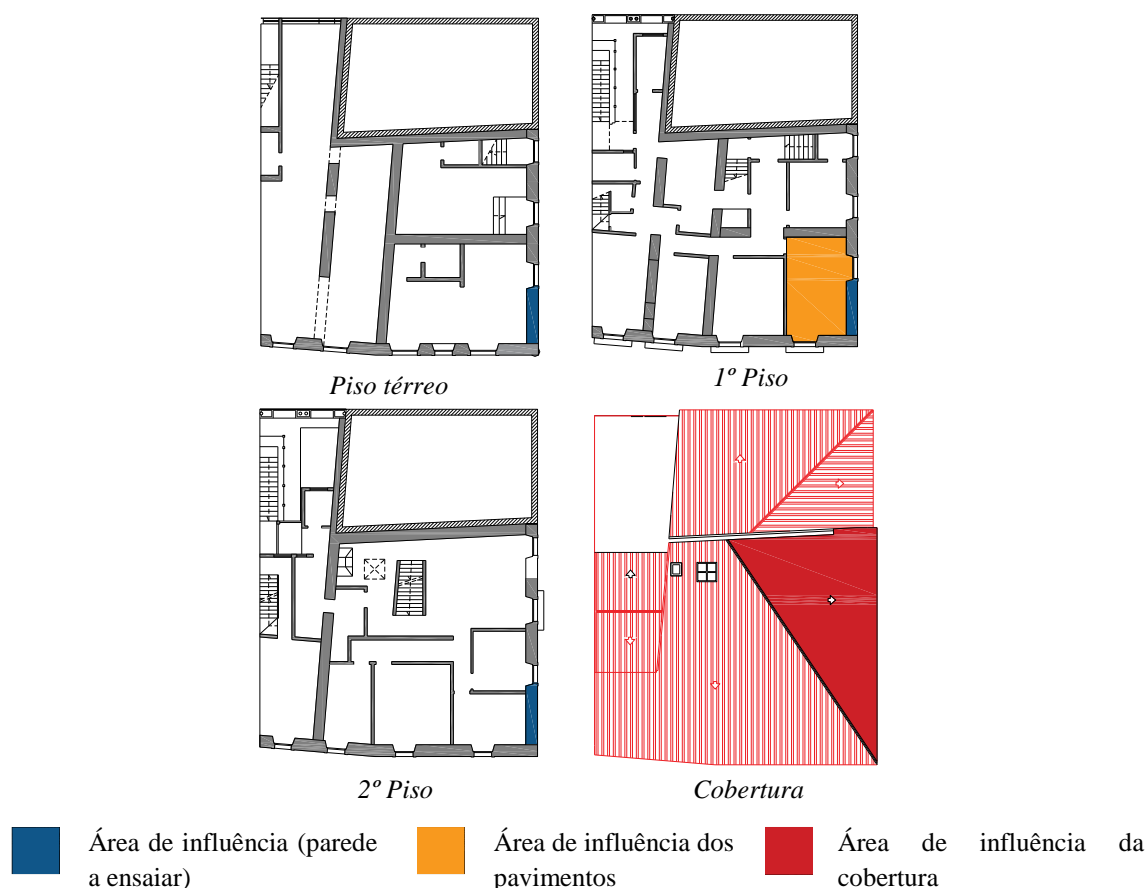 Piso térreo
1º Piso
2º Piso
Cobertura
Área de influência (parede
a ensaiar)
Área de influência dos
pavimentos
Área de influência da
cobertura